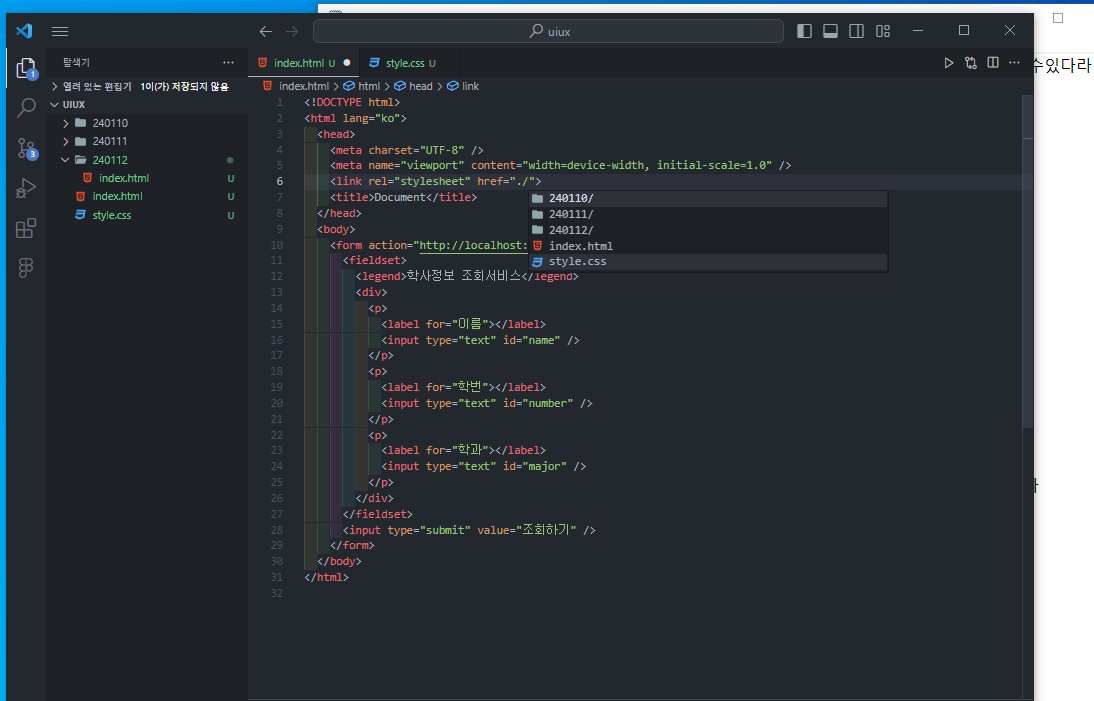 uiux
탐색기
index.html U
style.css U
수있다라
열려 있는 편집기 1이(가) 저장되지 않음
index.html > html > head > link
UIUX
240110
240111
240112
index.html U
index.html U
style.css U
1
3
1 <!DOCTYPE html>
2 <html lang="ko">
3 <head>
4 <meta charset="UTF-8" />
5 <meta name="viewport" content="width=device-width, initial-scale=1.0" />
6 <link rel="stylesheet" href="./">
7 <title>Document</title>
8 </head>
9 <body>
10 <form action="http://localhost:
11 <fieldset>
12 <legend>학사정보 조회서비스</legend>
13 <div>
14 <p>
15 <label for="이름"></label>
16 <input type="text" id="name" />
17 </p>
18 <p>
19 <label for="학번"></label>
20 <input type="text" id="number" />
21 </p>
22 <p>
23 <label for="학과"></label>
24 <input type="text" id="major" />
25 </p>
26 </div>
27 </fieldset>
28 <input type="submit" value="조회하기" />
29 </form>
30 </body>
31 </html>
32
240110/
240111/
240112/
index.html
style.css